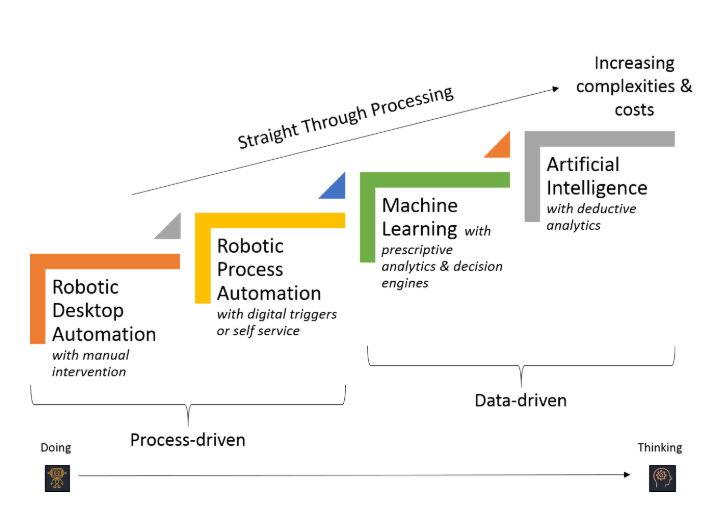 Increasing
complexities &
costs
Straight Through Processing
Artificial
Intelligence
with deductive
analytics
Machine
Learning with
prescriptive
analytics & decision
engines
Robotic
Process
Automation
with digital triggers
or self service
Robotic
Desktop
Automation
with manual
intervention
Data-driven
Process-driven
Doing
Thinking